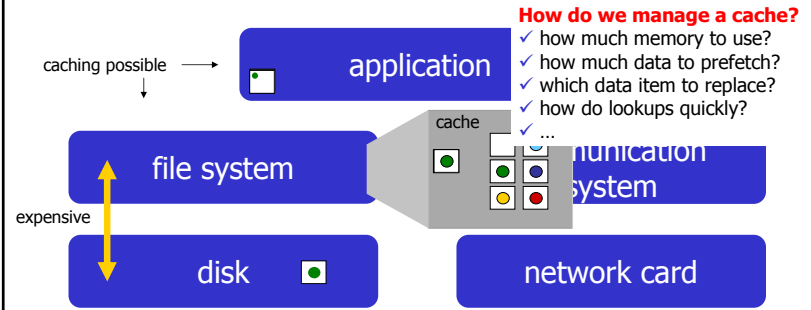 How do we manage a cache?
✓ how much memory to use?
✓ how much data to prefetch?
✓ which data item to replace?
✓ how do lookups quickly?
✓ ...
caching possible
application
cache
file system
system
expensive
disk
network card